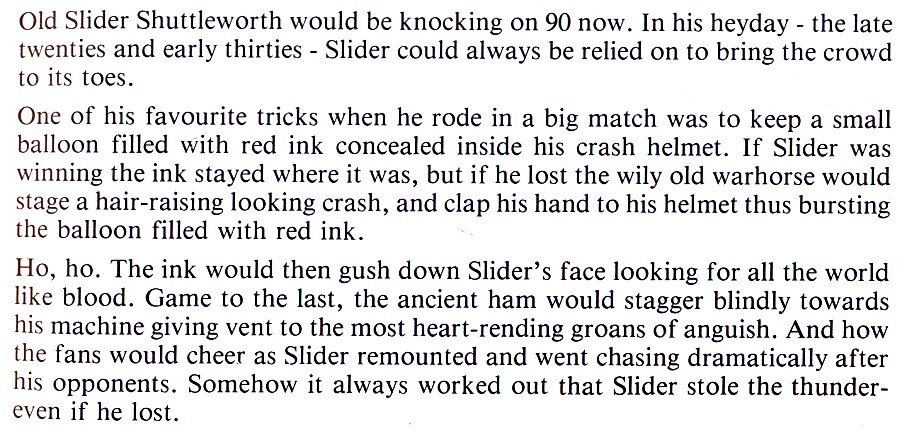 Old Slider Shuttleworth would be knocking on 90 now. In his heyday - the late
twenties and early thirties - Slider could always be relied on to bring the crowd
to its toes.
One of his favourite tricks when he rode in a big match was to keep a small
balloon filled with red ink concealed inside his crash helmet. If Slider was
winning the ink stayed where it was, but if he lost the wily old warhorse would
stage a hair-raising looking crash, and clap his hand to his helmet thus bursting
the balloon filled with red ink.
Ho, ho. The ink would then gush down Slider's face looking for all the world
like blood. Game to the last, the ancient ham would stagger blindly towards
his machine giving vent to the most heart-rending groans of anguish. And how
the fans would cheer as Slider remounted and went chasing dramatically after
his opponents. Somehow it always worked out that Slider stole the thunder-
even if he lost.